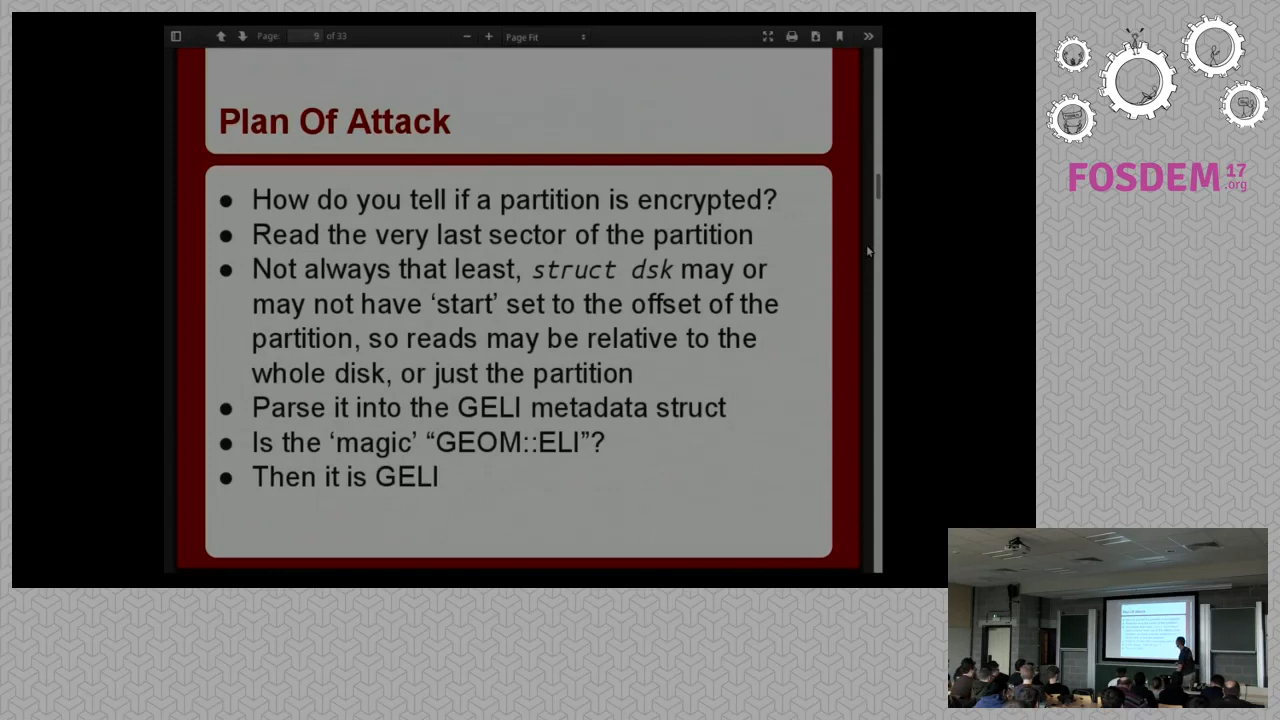 Page: 9 of 33
Page Fit
Plan Of Attack
● How do you tell if a partition is encrypted?
● Read the very last sector of the partition
● Not always that least, struct dsk may or
may not have ‘start’ set to the offset of the
partition, so reads may be relative to the
whole disk, or just the partition
● Parse it into the GELI metadata struct
● Is the ‘magic’ “GEOM::ELI”?
● Then it is GELI
FOSDEM 17
.org
Plan Of Attack